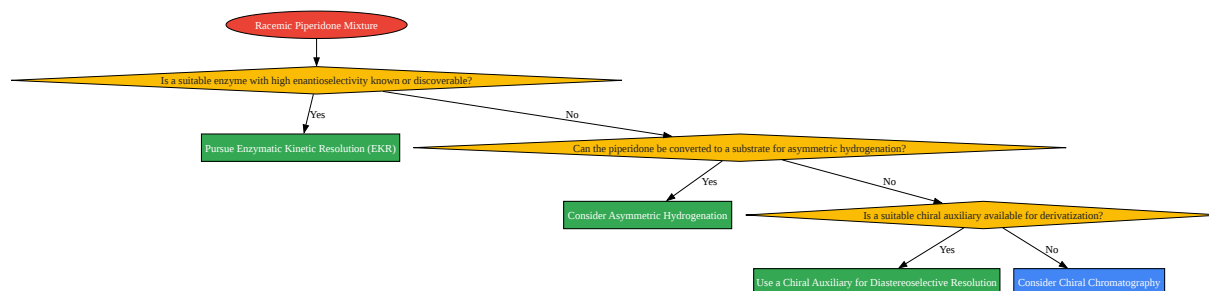 Racemic Piperidone Mixture
Is a suitable enzyme with high enantioselectivity known or discoverable?
Yes
No
Pursue Enzymatic Kinetic Resolution (EKR)
Can the piperidone be converted to a substrate for asymmetric hydrogenation?
Yes
No
Consider Asymmetric Hydrogenation
Is a suitable chiral auxiliary available for derivatization?
Yes
No
Use a Chiral Auxiliary for Diastereoselective Resolution
Consider Chiral Chromatography